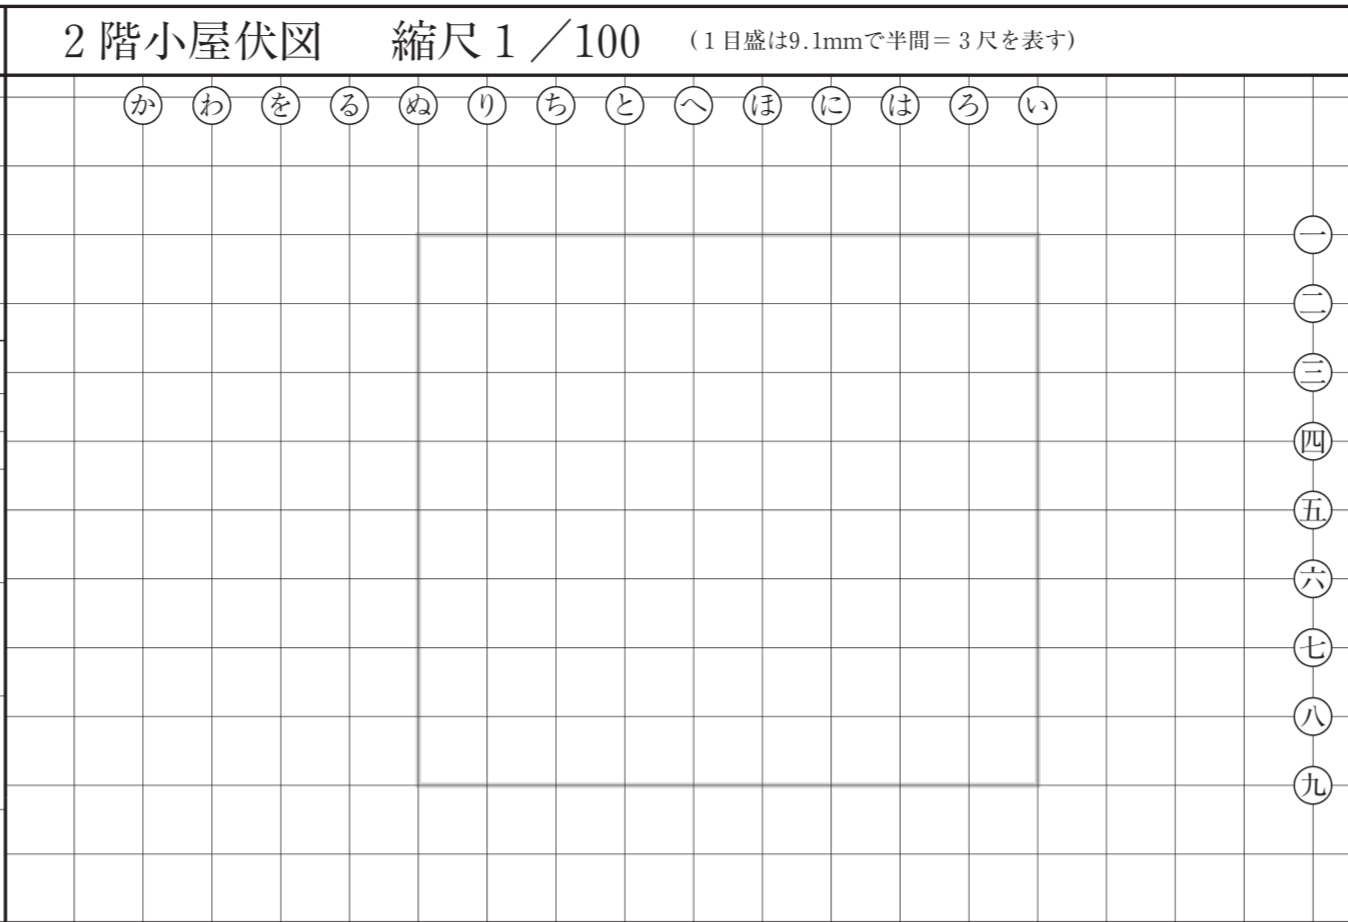 2階小屋伏図 縮尺1／100 （1目盛は9.1mmで半間＝3尺を表す）
か わ を る ぬ り ち と へ ほ に は ろ い
一
二
三
四
五
六
七
八
九